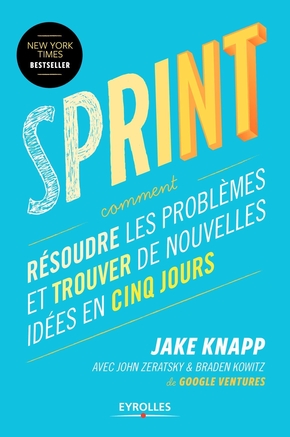 NEW YORK
TIMES
BESTSELLER
SPRINT
comment
RÉSOUDRE LES PROBLÈMES
ET TROUVER DE NOUVELLES
IDÉES EN CINQ JOURS
JAKE KNAPP
AVEC JOHN ZERATSKY & BRADEN KOWITZ
de GOOGLE VENTURES
EYROLLES